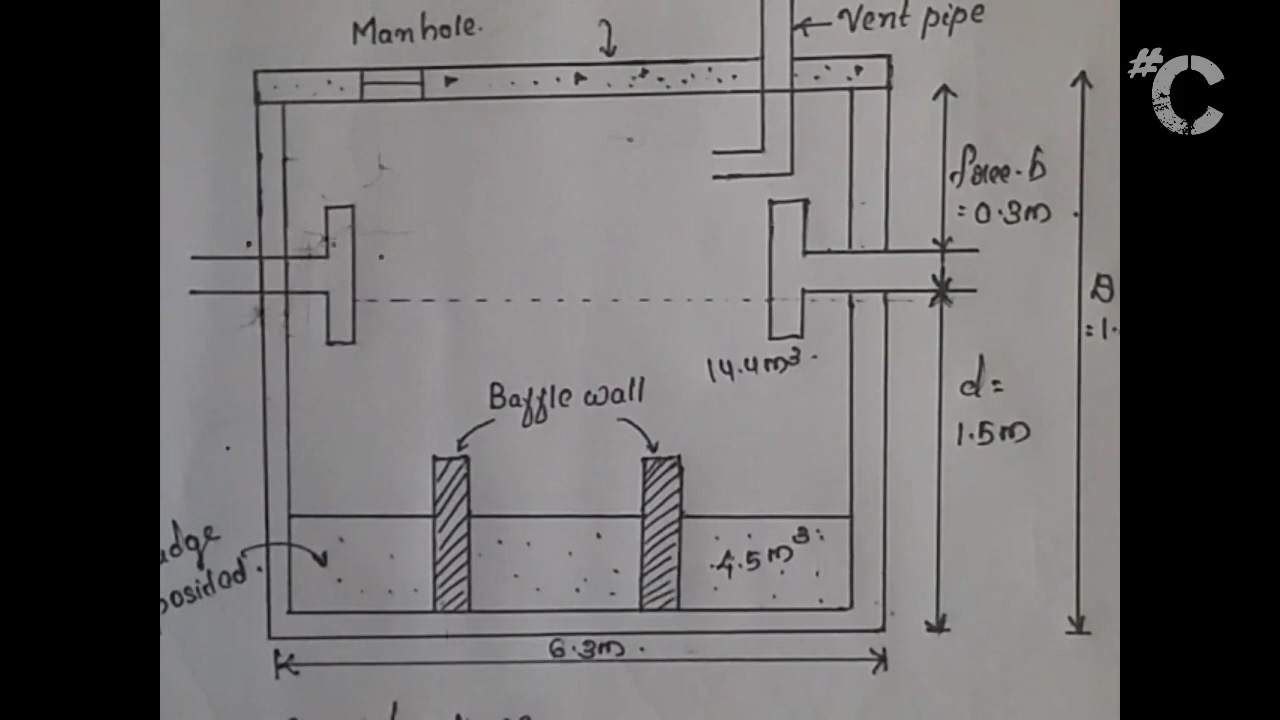 Manhole.
Vent pipe
#C
free.b
= 0.3m
14.4m³.
d=
1.5m
Baffle wall
4.5m³
6.3m.